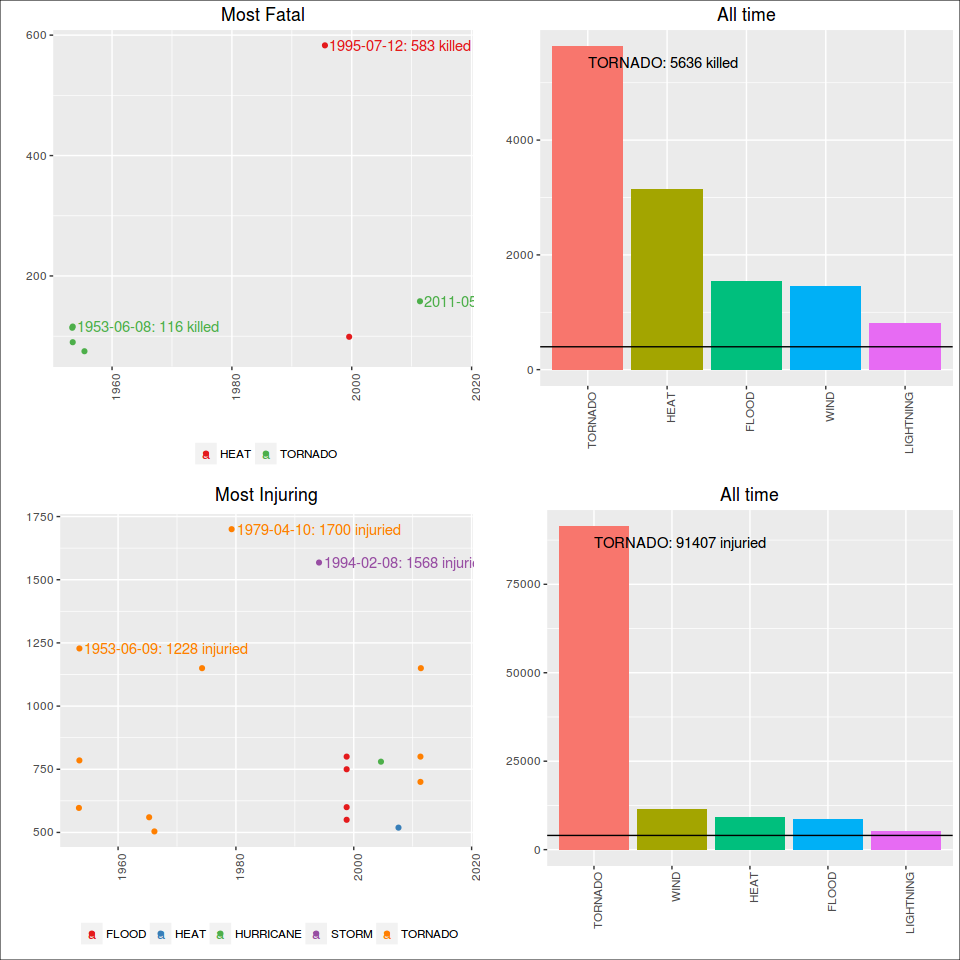 Most Fatal
600
400
200
1995-07-12: 583 killed
2011-05
1953-06-08: 116 killed
1960
1980
2000
2020
HEAT
TORNADO
All time
4000
2000
0
TORNADO: 5636 killed
TORNADO
HEAT
FLOOD
WIND
LIGHTNING
Most Injuring
1750
1500
1250
1000
750
500
1979-04-10: 1700 injuried
1994-02-08: 1568 injurie
1953-06-09: 1228 injuried
1960
1980
2000
2020
FLOOD
HEAT
HURRICANE
STORM
TORNADO
All time
75000
50000
25000
0
TORNADO: 91407 injuried
TORNADO
WIND
HEAT
FLOOD
LIGHTNING